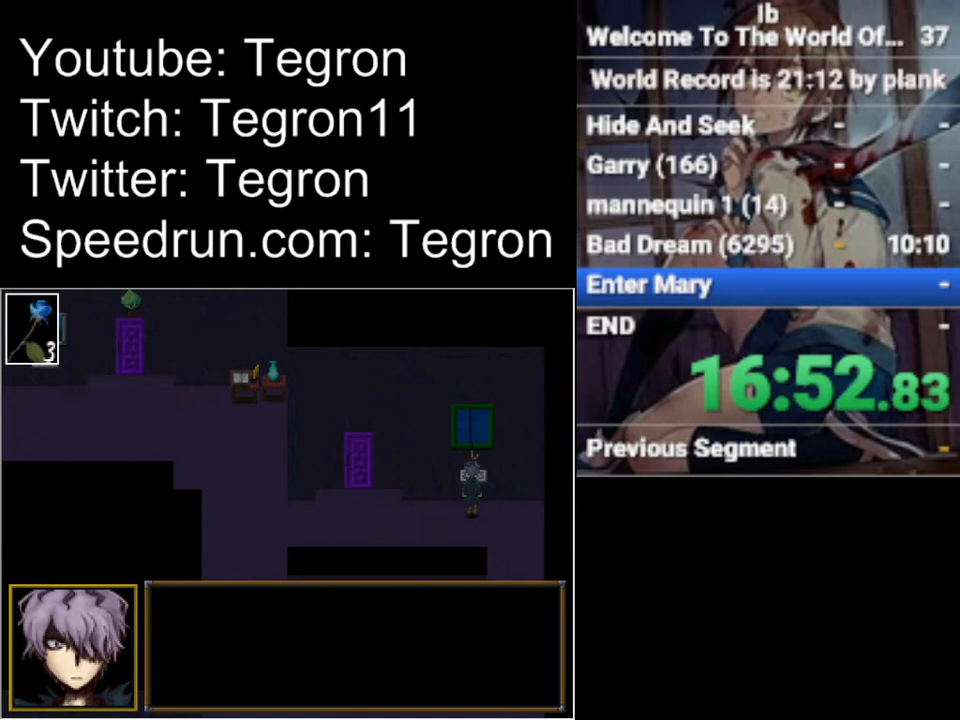 Youtube: Tegron
Twitch: Tegron11
Twitter: Tegron
Speedrun.com: Tegron
3
Ib
Welcome To The World Of... 37
World Record is 21:12 by plank
Hide And Seek - -
Garry (166) - -
mannequin 1 (14) - -
Bad Dream (6295) - 10:10
Enter Mary -
END -
16:52.83
Previous Segment -